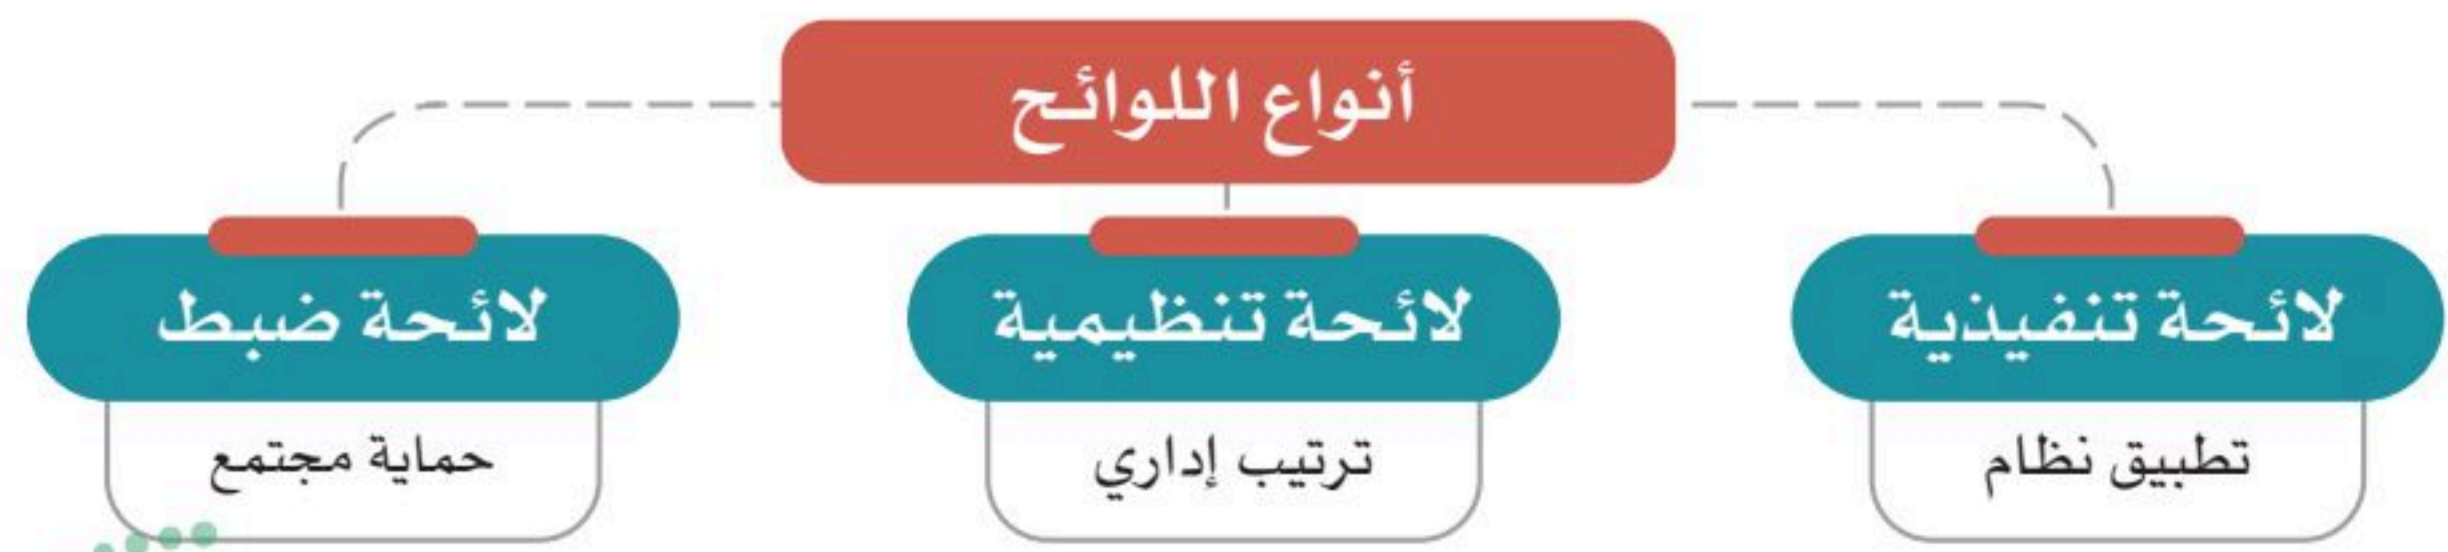 أنواع اللوائح
لائحة تنفيذية
تطبيق نظام
لائحة تنظيمية
ترتيب إداري
لائحة ضبط
حماية مجتمع